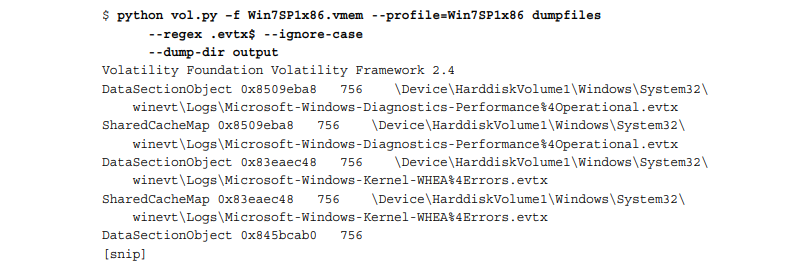 $ python vol.py -f Win7SP1x86.vmem --profile=Win7SP1x86 dumpfiles
--regex .evtx$ --ignore-case
--dump-dir output
Volatility Foundation Volatility Framework 2.4
DataSectionObject 0x8509eba8 756 \Device\HarddiskVolume1\Windows\System32\
winevt\Logs\Microsoft-Windows-Diagnostics-Performance%4Operational.evtx
SharedCacheMap 0x8509eba8 756 \Device\HarddiskVolume1\Windows\System32\
winevt\Logs\Microsoft-Windows-Diagnostics-Performance%4Operational.evtx
DataSectionObject 0x83eaec48 756 \Device\HarddiskVolume1\Windows\System32\
winevt\Logs\Microsoft-Windows-Kernel-WHEA%4Errors.evtx
SharedCacheMap 0x83eaec48 756 \Device\HarddiskVolume1\Windows\System32\
winevt\Logs\Microsoft-Windows-Kernel-WHEA%4Errors.evtx
DataSectionObject 0x845bcab0 756
[snip]